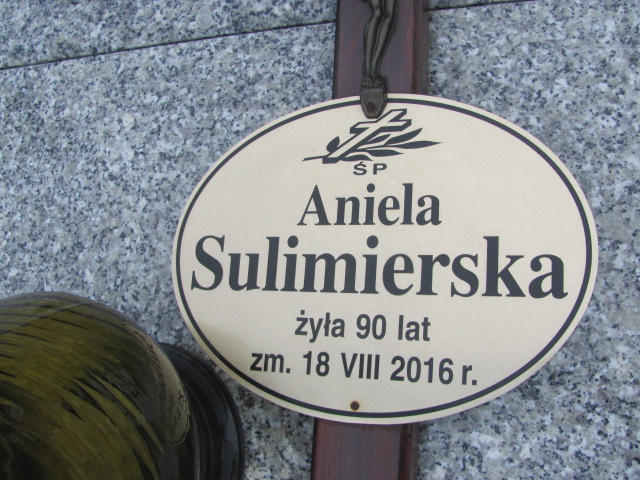 ŚP
Aniela
Sulimierska
żyła 90 lat
zm. 18 VIII 2016 r.